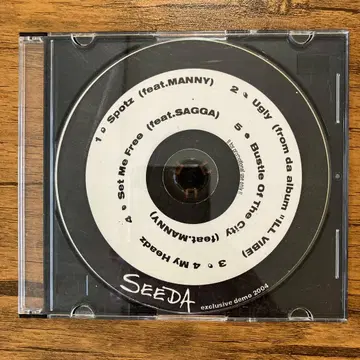 1 • Spotz (feat.MANNY)
2 • Ugly (from da album "ILL VIBE)
3 • 4 My Headz
4 • Set Me Free (feat.SAGGA)
5 • Bustle Of The City (feat.MANNY)
SEEDA
exclusive demo 2004